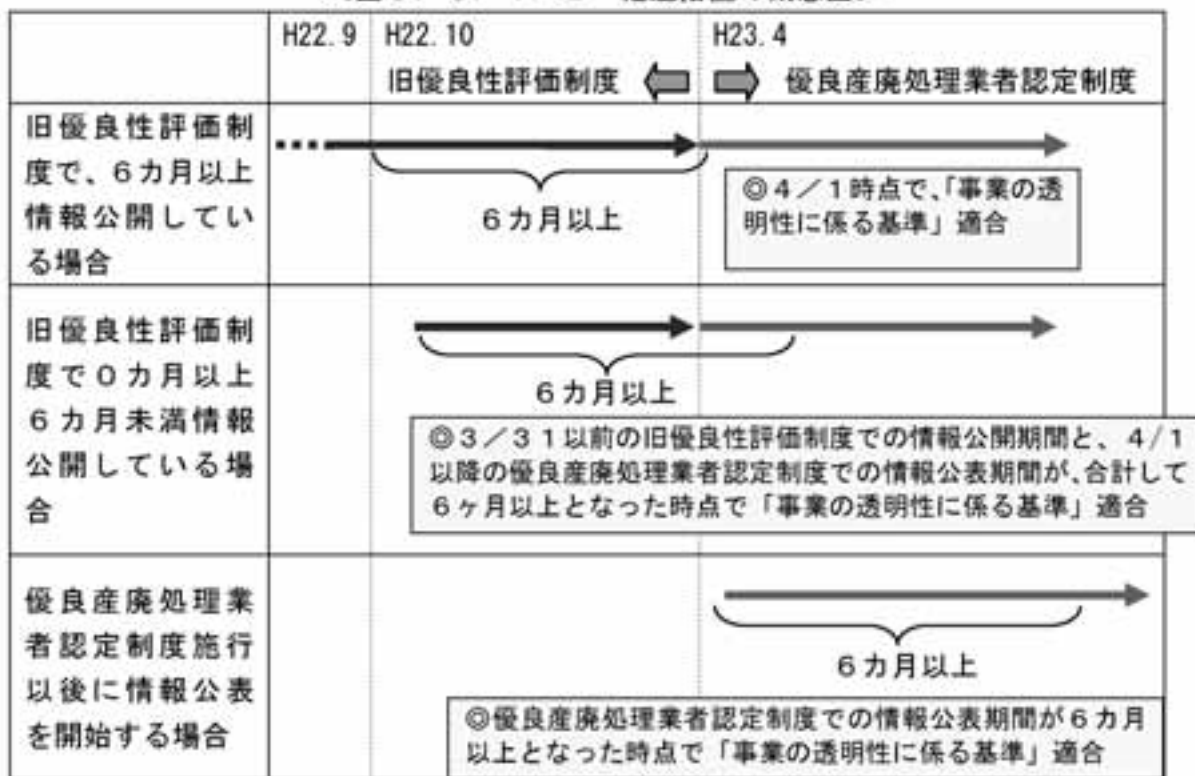 H22.9 H22.10 H23.4
旧優良性評価制度 優良産廃処理業者認定制度
旧優良性評価制
度で、6カ月以上
情報公開してい
る場合
6カ月以上
◎4/1時点で、「事業の透
明性に係る基準」適合
旧優良性評価制
度で0カ月以上
6カ月未満情報
公開している場
合
6カ月以上
◎3/31以前の旧優良性評価制度での情報公開期間と、4/1
以降の優良産廃処理業者認定制度での情報公表期間が、合計して
6ヶ月以上となった時点で「事業の透明性に係る基準」適合
優良産廃処理業
者認定制度施行
以後に情報公表
を開始する場合
6カ月以上
◎優良産廃処理業者認定制度での情報公表期間が6カ月
以上となった時点で「事業の透明性に係る基準」適合